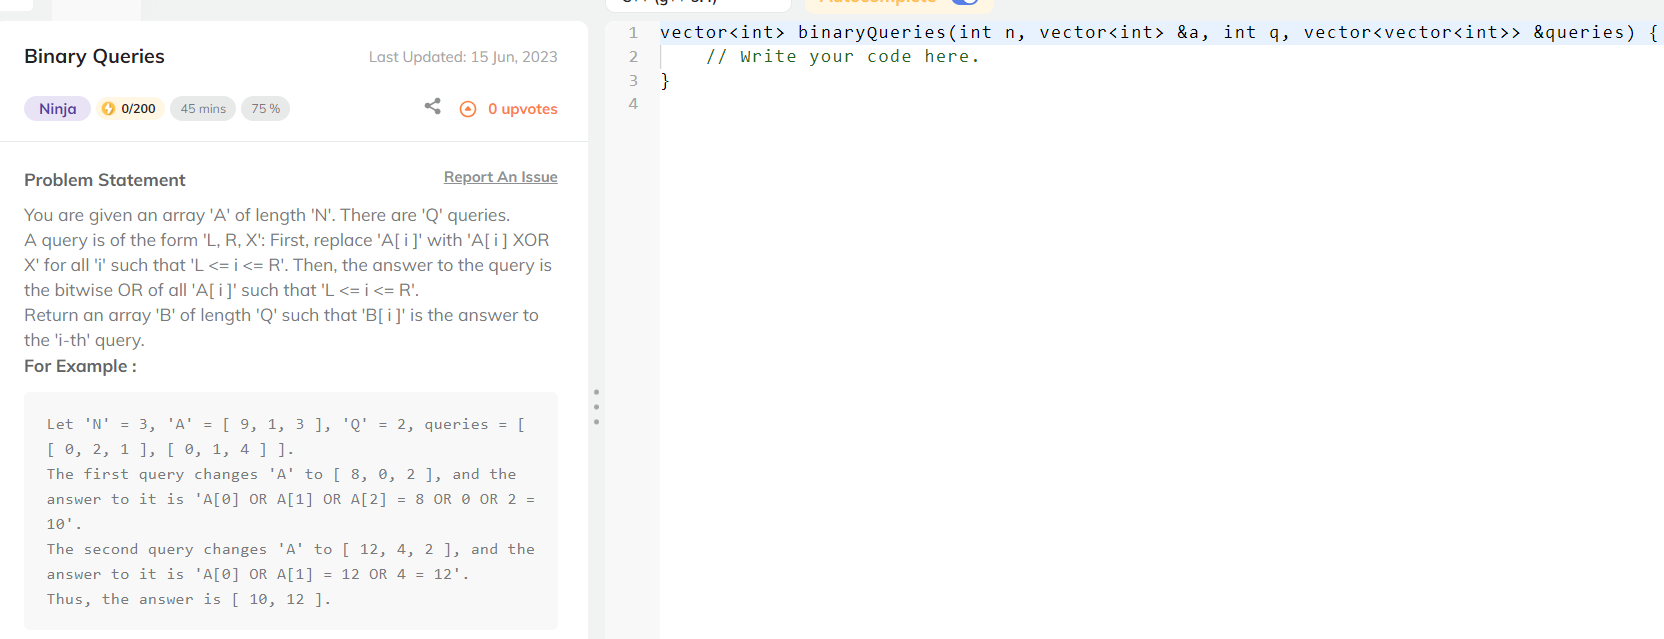 Binary Queries
Last Updated: 15 Jun, 2023
Ninja
0/200
45 mins
75 %
0 upvotes
Problem Statement
Report An Issue
You are given an array 'A' of length 'N'. There are 'Q' queries.
A query is of the form 'L, R, X': First, replace 'A[ i ]' with 'A[ i ] XOR
X' for all 'i' such that 'L <= i <= R'. Then, the answer to the query is
the bitwise OR of all 'A[ i ]' such that 'L <= i <= R'.
Return an array 'B' of length 'Q' such that 'B[ i ]' is the answer to
the 'i-th' query.
For Example :
Let 'N' = 3, 'A' = [ 9, 1, 3 ], 'Q' = 2, queries = [
[ 0, 2, 1 ], [ 0, 1, 4 ] ].
The first query changes 'A' to [ 8, 0, 2 ], and the
answer to it is 'A[0] OR A[1] OR A[2] = 8 OR 0 OR 2 =
10'.
The second query changes 'A' to [ 12, 4, 2 ], and the
answer to it is 'A[0] OR A[1] = 12 OR 4 = 12'.
Thus, the answer is [ 10, 12 ].
Autocomplete
1 vector<int> binaryQueries(int n, vector<int> &a, int q, vector<vector<int>> &queries) {
2 // Write your code here.
3 }
4